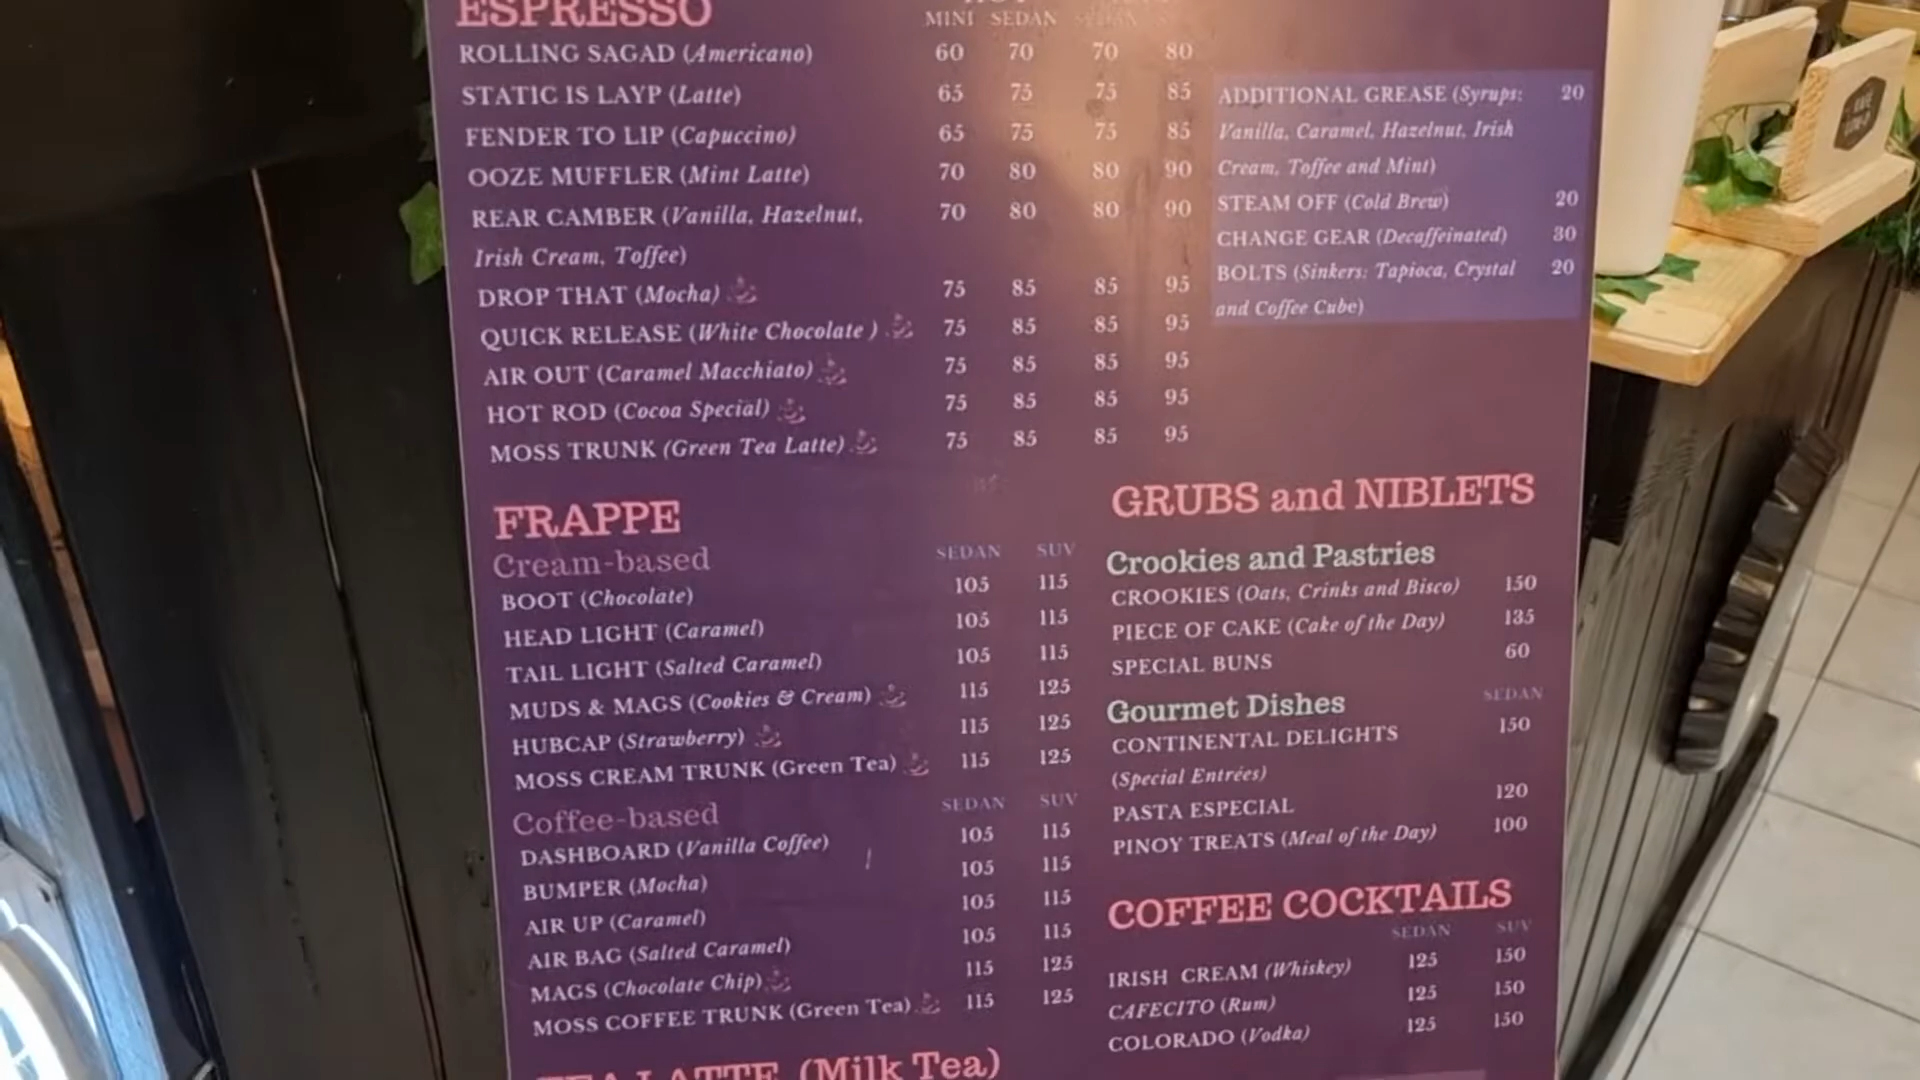 ESPRESSO
MINI SEDAN SEDAN
ROLLING SAGAD (Americano) 60 70 70 80
STATIC IS LAYP (Latte) 65 75 75 85
FENDER TO LIP (Capuccino) 65 75 75 85
OOZE MUFFLER (Mint Latte) 70 80 80 90
REAR CAMBER (Vanilla, Hazelnut, 70 80 80 90
Irish Cream, Toffee)
DROP THAT (Mocha) 75 85 85 95
QUICK RELEASE (White Chocolate ) 75 85 85 95
AIR OUT (Caramel Macchiato) 75 85 85 95
HOT ROD (Cocoa Special) 75 85 85 95
MOSS TRUNK (Green Tea Latte) 75 85 85 95
ADDITIONAL GREASE (Syrups: 20
Vanilla, Caramel, Hazelnut, Irish
Cream, Toffee and Mint)
STEAM OFF (Cold Brew) 20
CHANGE GEAR (Decaffeinated) 30
BOLTS (Sinkers: Tapioca, Crystal 20
and Coffee Cube)
FRAPPE
Cream-based SEDAN SUV
BOOT (Chocolate) 105 115
HEAD LIGHT (Caramel) 105 115
TAIL LIGHT (Salted Caramel) 105 115
MUDS & MAGS (Cookies & Cream) 115 125
HUBCAP (Strawberry) 115 125
MOSS CREAM TRUNK (Green Tea) 115 125
Coffee-based SEDAN SUV
DASHBOARD (Vanilla Coffee) 105 115
BUMPER (Mocha) 105 115
AIR UP (Caramel) 105 115
AIR BAG (Salted Caramel) 105 115
MAGS (Chocolate Chip) 115 125
MOSS COFFEE TRUNK (Green Tea) 115 125
TEA LATTE (Milk Tea)
GRUBS and NIBLETS
Crookies and Pastries
CROOKIES (Oats, Crinks and Bisco) 150
PIECE OF CAKE (Cake of the Day) 135
SPECIAL BUNS 60
Gourmet Dishes SEDAN
CONTINENTAL DELIGHTS 150
(Special Entrées)
PASTA ESPECIAL 120
PINOY TREATS (Meal of the Day) 100
COFFEE COCKTAILS
SEDAN SUV
IRISH CREAM (Whiskey) 125 150
CAFECITO (Rum) 125 150
COLORADO (Vodka) 125 150